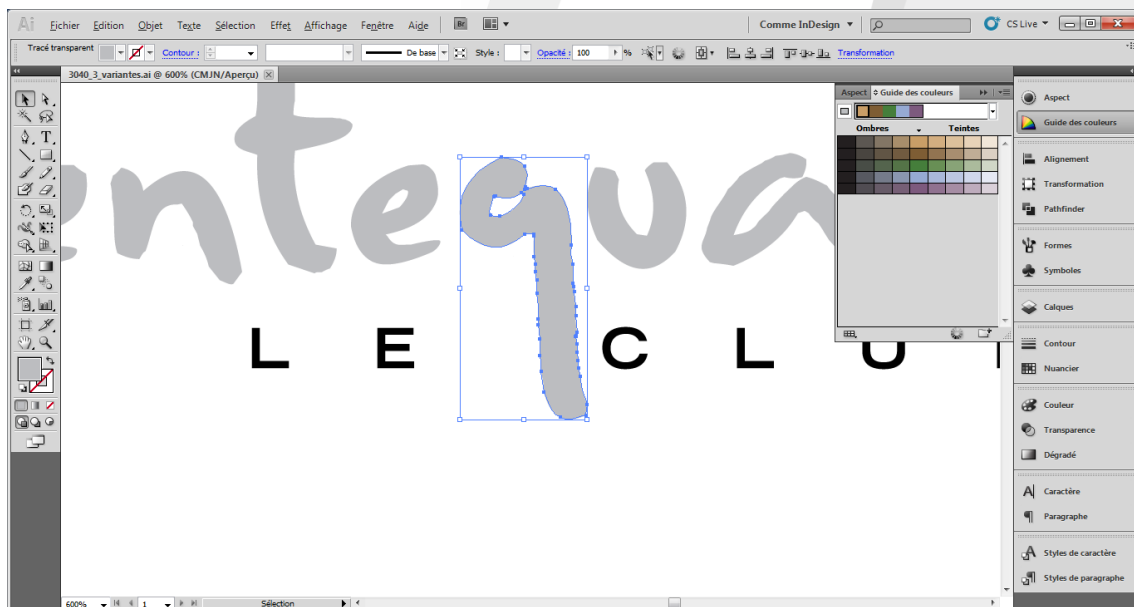 Ai Fichier Edition Objet Texte Sélection Effet Affichage Fenêtre Aide Br Comme InDesign CS Live
Tracé transparent Contour : De base Style : Opacité : 100 % Transformation
3040_3_variantes.ai @ 600% (CMJN/Aperçu)
Aspect Guide des couleurs
Ombres Teintes
Aspect
Guide des couleurs
Alignement
Transformation
Pathfinder
Formes
Symboles
Calques
Contour
Nuancier
Couleur
Transparence
Dégradé
Caractère
Paragraphe
Styles de caractère
Styles de paragraphe
entequa
LE CLU
600% 1 Sélection